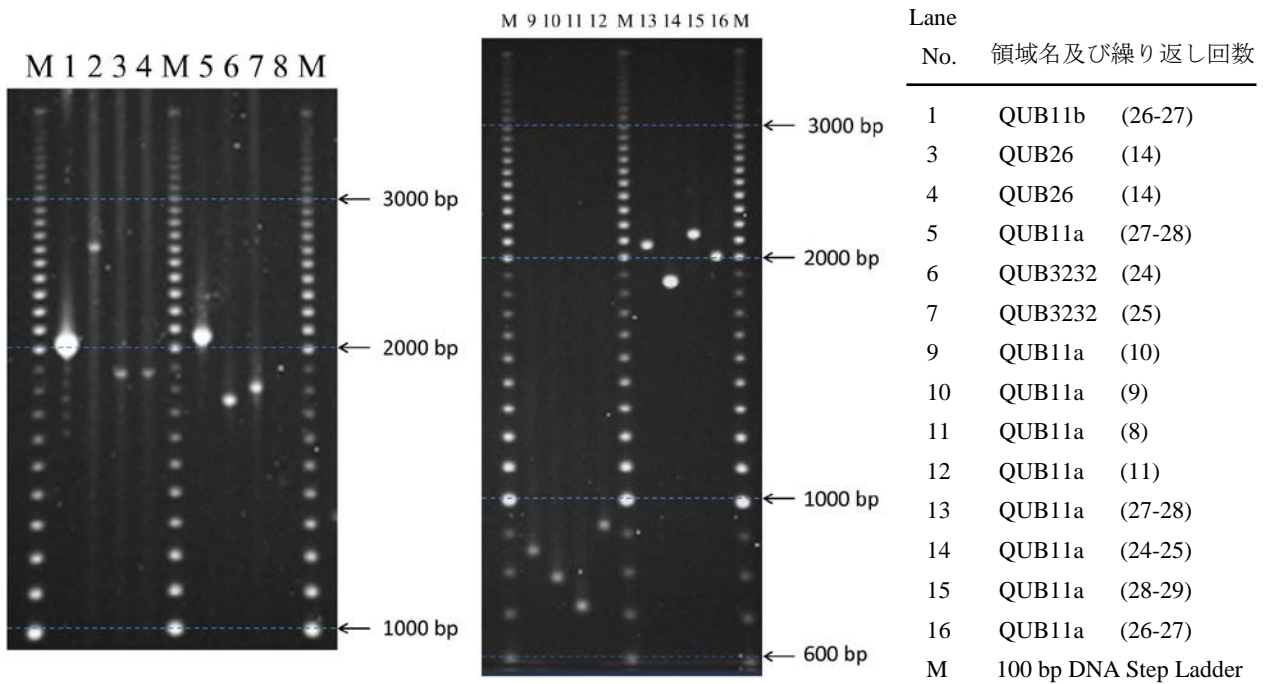 M 1 2 3 4 M 5 6 7 8 M
3000 bp
2000 bp
1000 bp
M 9 10 11 12 M 13 14 15 16 M
3000 bp
2000 bp
1000 bp
600 bp
Lane
No. 領域名及び繰り返し回数
1 QUB11b (26-27)
3 QUB26 (14)
4 QUB26 (14)
5 QUB11a (27-28)
6 QUB3232 (24)
7 QUB3232 (25)
9 QUB11a (10)
10 QUB11a (9)
11 QUB11a (8)
12 QUB11a (11)
13 QUB11a (27-28)
14 QUB11a (24-25)
15 QUB11a (28-29)
16 QUB11a (26-27)
M 100 bp DNA Step Ladder